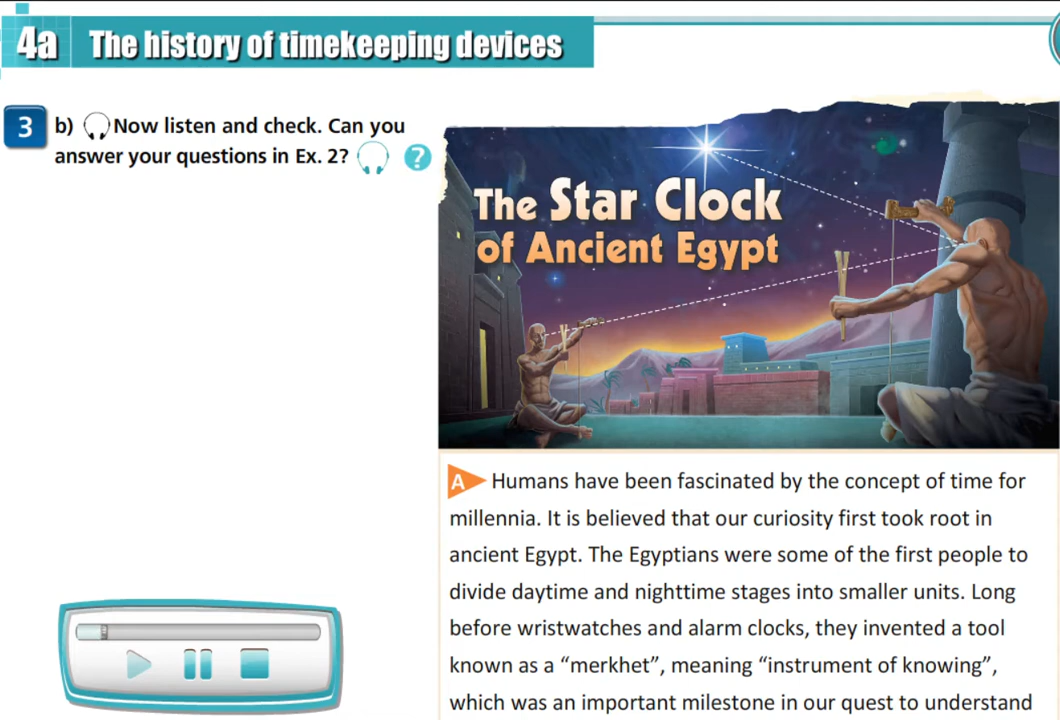 4a The history of timekeeping devices
3 b) Now listen and check. Can you
answer your questions in Ex. 2? ?
The Star Clock
of Ancient Egypt
A Humans have been fascinated by the concept of time for
millennia. It is believed that our curiosity first took root in
ancient Egypt. The Egyptians were some of the first people to
divide daytime and nighttime stages into smaller units. Long
before wristwatches and alarm clocks, they invented a tool
known as a “merkhet”, meaning “instrument of knowing”,
which was an important milestone in our quest to understand